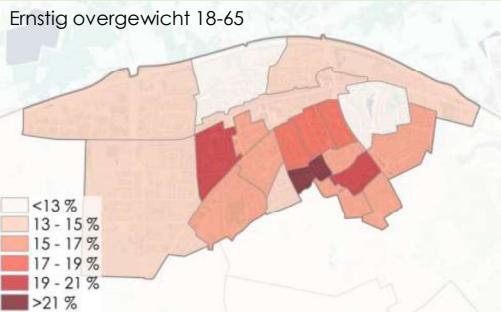 Ernstig overgewicht 18-65
<13 %
13 - 15 %
15 - 17 %
17 - 19 %
19 - 21 %
>21 %